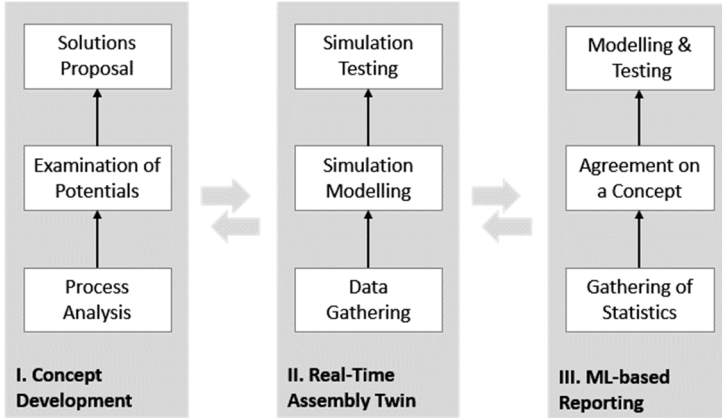 Solutions
Proposal
Examination of
Potentials
Process
Analysis
I. Concept
Development
Simulation
Testing
Simulation
Modelling
Data
Gathering
II. Real-Time
Assembly Twin
Modelling &
Testing
Agreement on
a Concept
Gathering of
Statistics
III. ML-based
Reporting